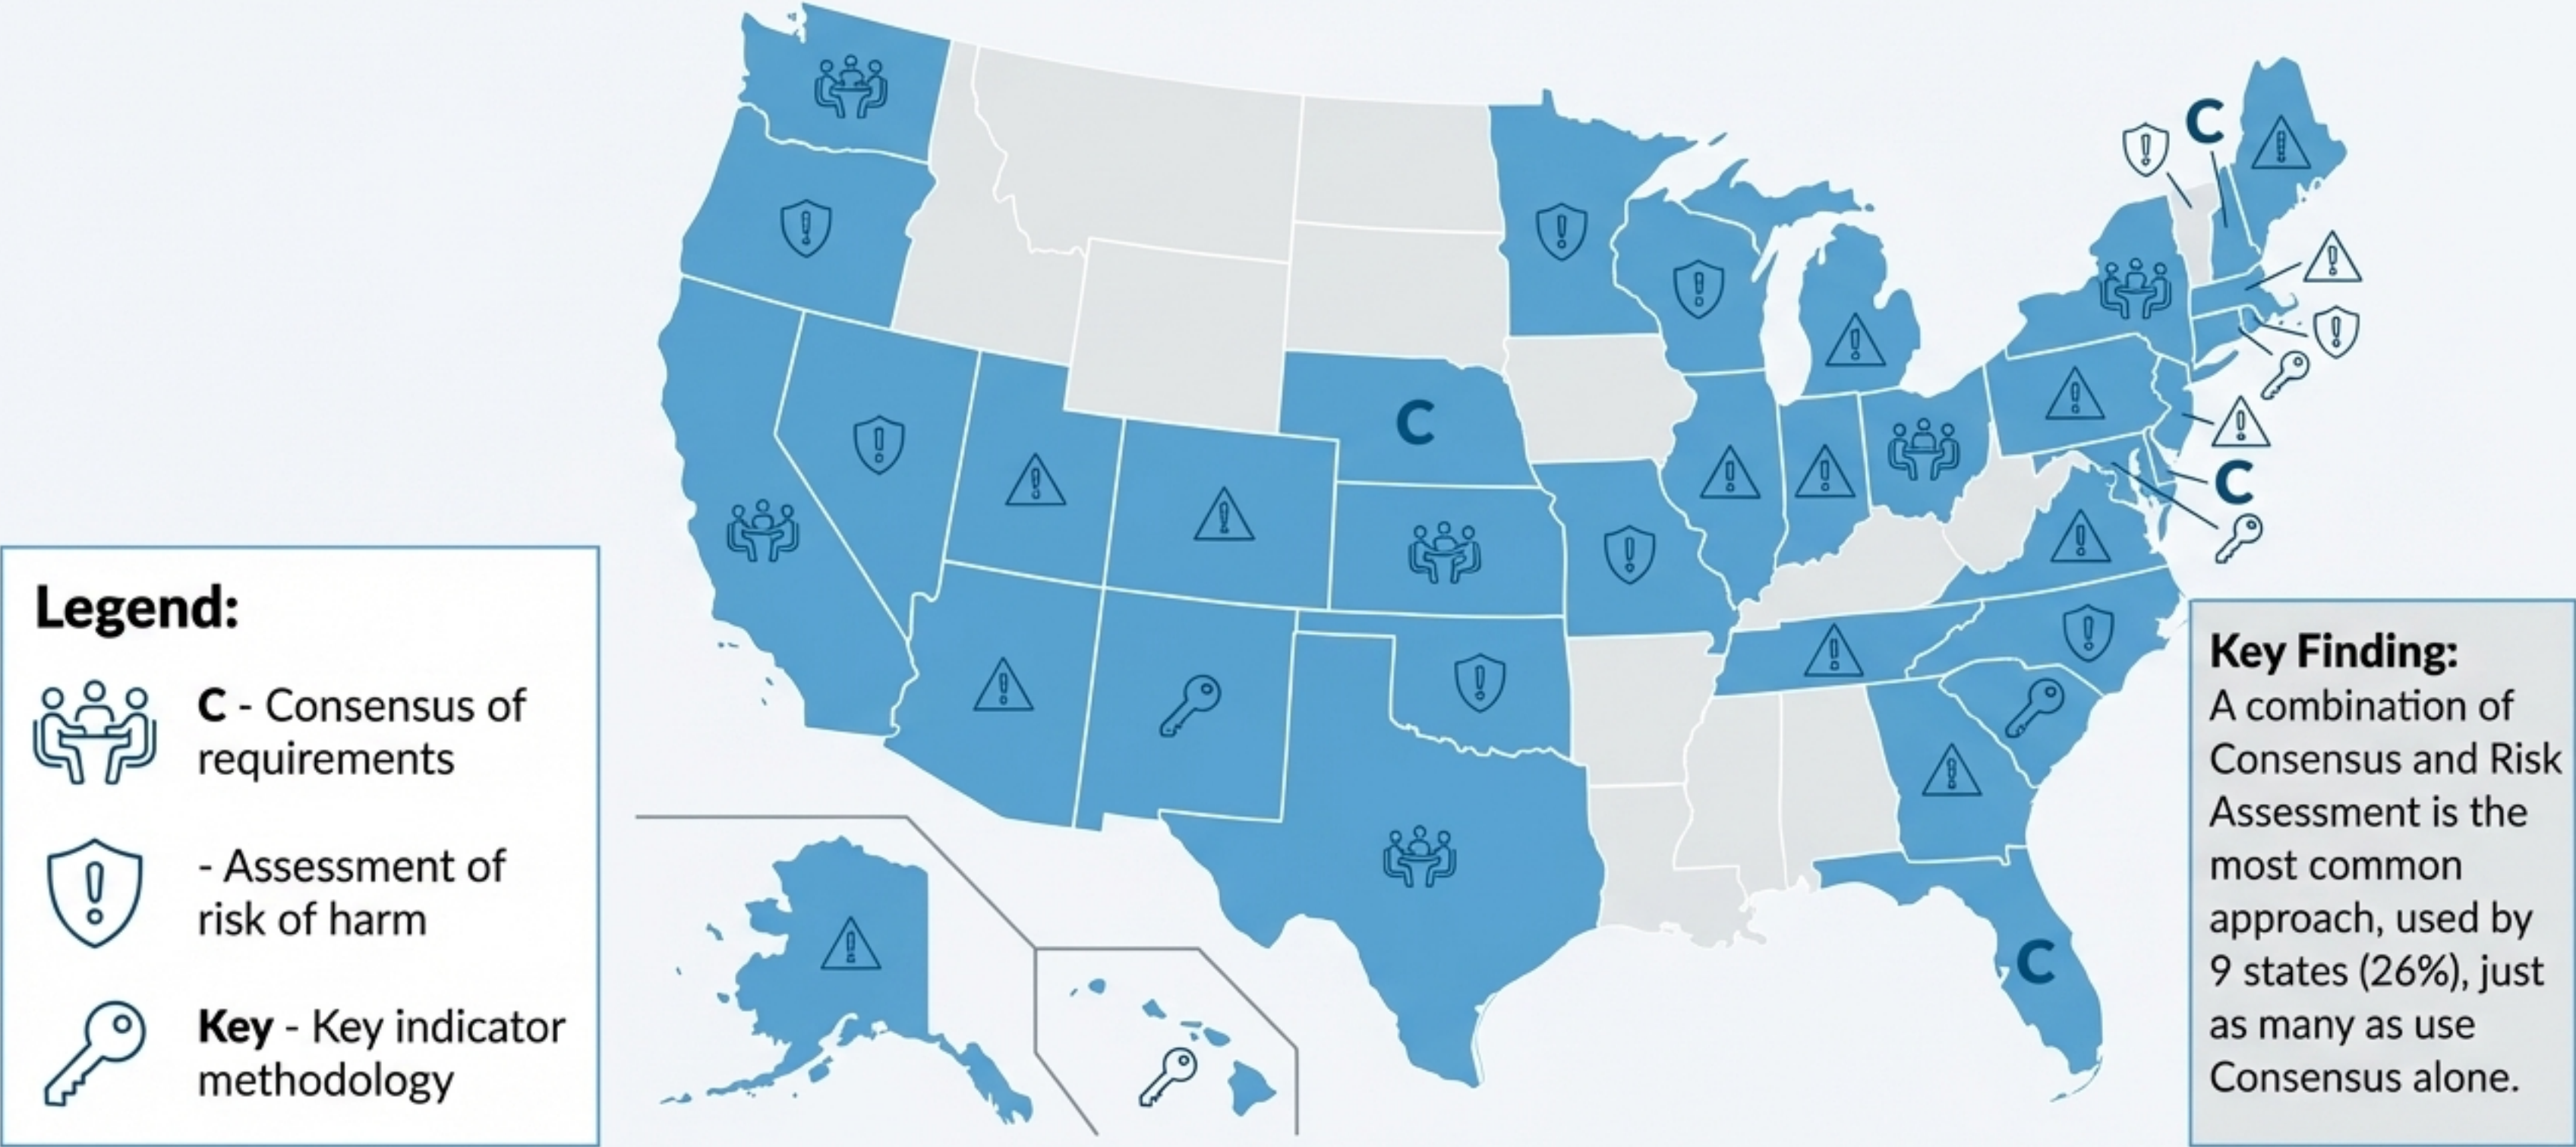 C
C
C
C
Legend:
C - Consensus of
requirements
- Assessment of
risk of harm
Key - Key indicator
methodology
Key Finding:
A combination of
Consensus and Risk
Assessment is the
most common
approach, used by
9 states (26%), just
as many as use
Consensus alone.